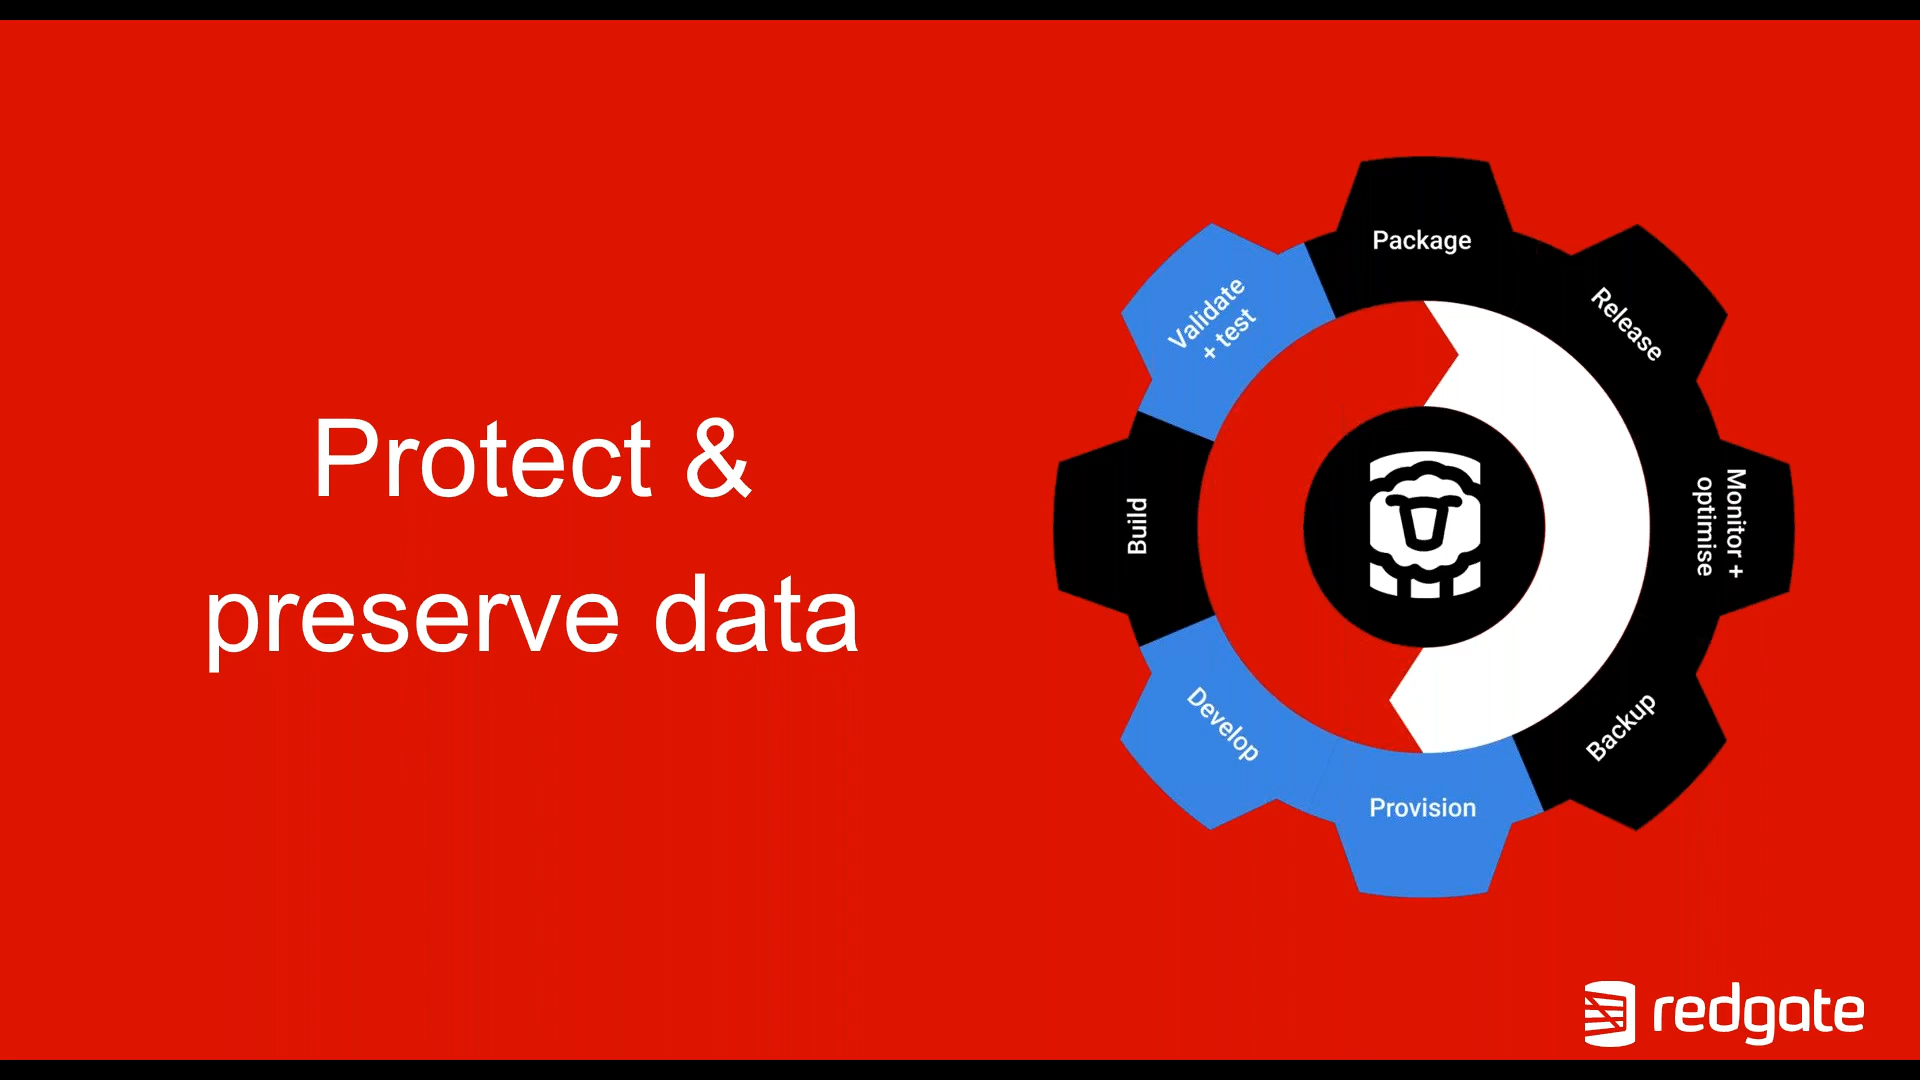 Protect &
preserve data
Package
Release
Monitor +
optimise
Backup
Provision
Develop
Build
Validate
+ test
redgate